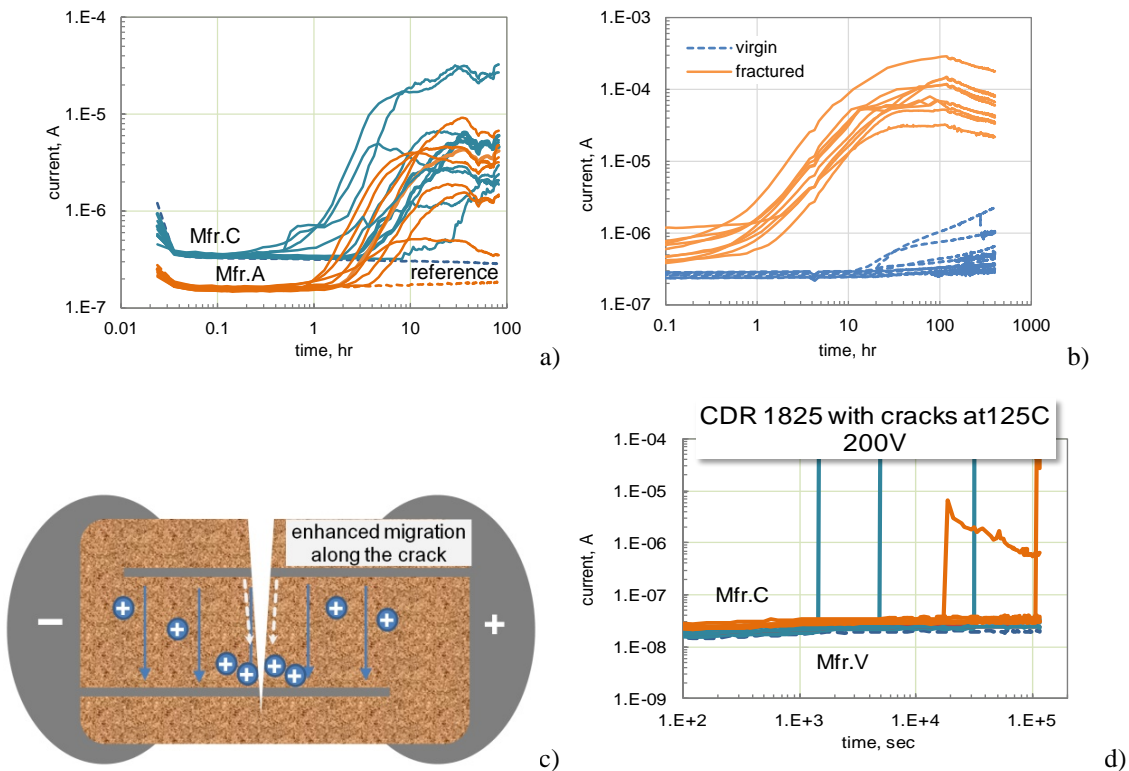 1.E-4
1.E-5
1.E-6
1.E-7
current, A
Mfr.C
Mfr.A
reference
0.01 0.1 1 10 100
time, hr
a)
1.E-03
1.E-04
1.E-05
1.E-06
1.E-07
current, A
virgin
fractured
0.1 1 10 100 1000
time, hr
b)
enhanced migration
along the crack
− +
+ + + +
+ + + +
c)
CDR 1825 with cracks at125C
200V
1.E-04
1.E-05
1.E-06
1.E-07
1.E-08
1.E-09
current, A
Mfr.C
Mfr.V
1.E+2 1.E+3 1.E+4 1.E+5
time, sec
d)